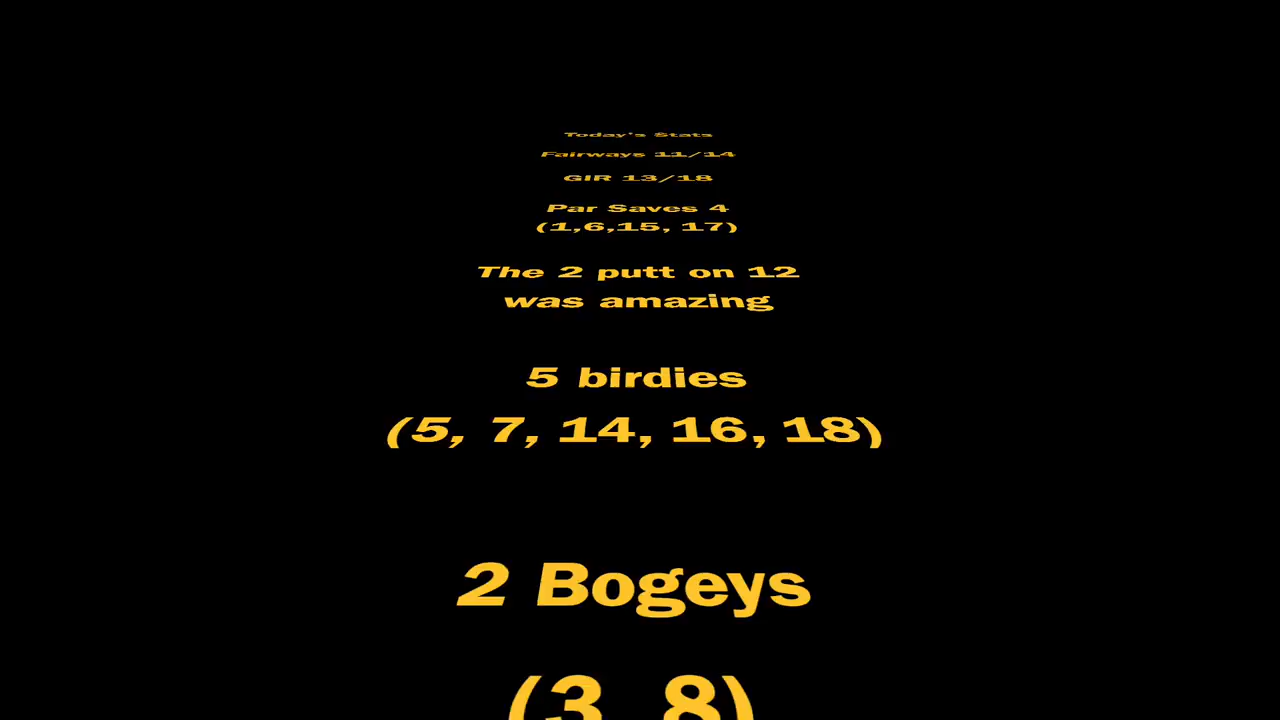 Today's Stats
Fairways 11/14
GIR 13/18
Par Saves 4
(1,6,15, 17)
The 2 putt on 12
was amazing
5 birdies
(5, 7, 14, 16, 18)
2 Bogeys
(3, 8)